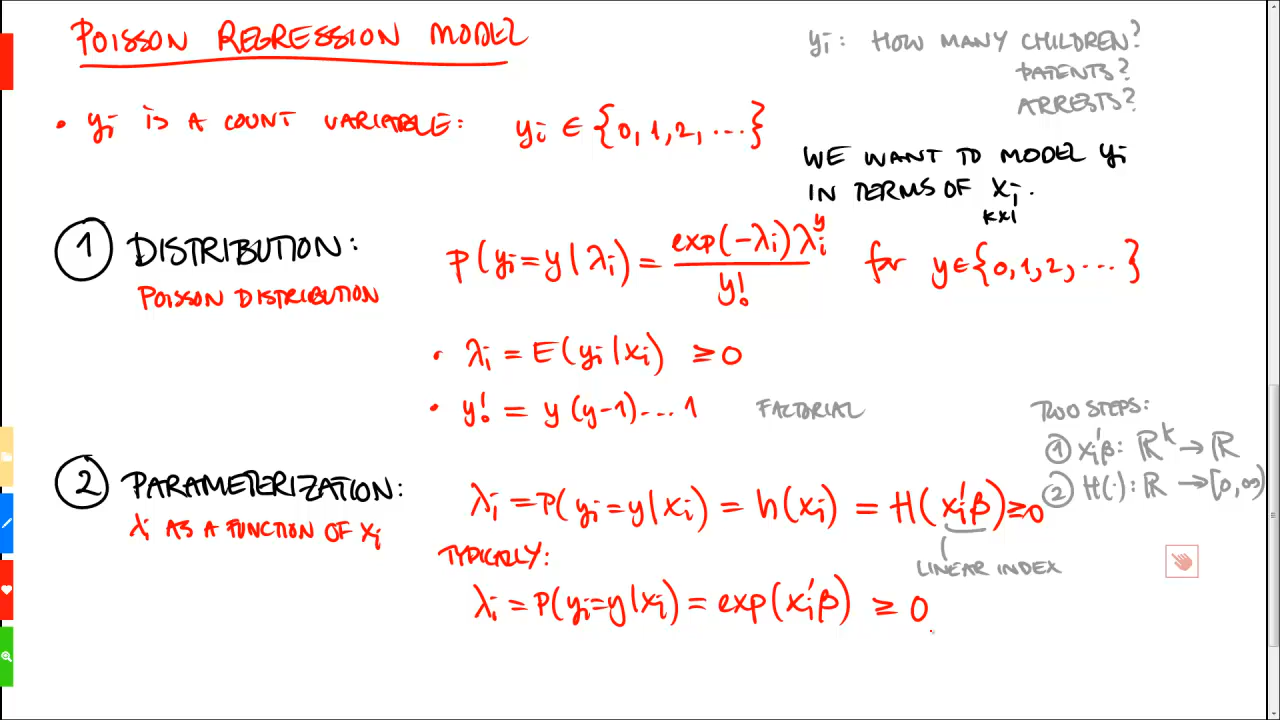 POISSON REGRESSION MODEL
yi: HOW MANY CHILDREN?
PATENTS?
ARRESTS?
• yi IS A COUNT VARIABLE: yi ∈ {0, 1, 2, ...}
WE WANT TO MODEL yi
IN TERMS OF xi.
k×1
① DISTRIBUTION:
POISSON DISTRIBUTION
P(yi = y | λi) = exp(-λi) λi^y / y! for y ∈ {0, 1, 2, ...}
• λi = E(yi | xi) ≥ 0
• y! = y (y-1) ... 1 FACTORIAL
TWO STEPS:
① xi'β: ℝ^k → ℝ
② H(·): ℝ → [0, ∞)
② PARAMETERIZATION:
λi AS A FUNCTION OF xi
λi = P(yi = y | xi) = h(xi) = H(xi'β) ≥ 0
LINEAR INDEX
TYPICALLY:
λi = P(yi = y | xi) = exp(xi'β) ≥ 0